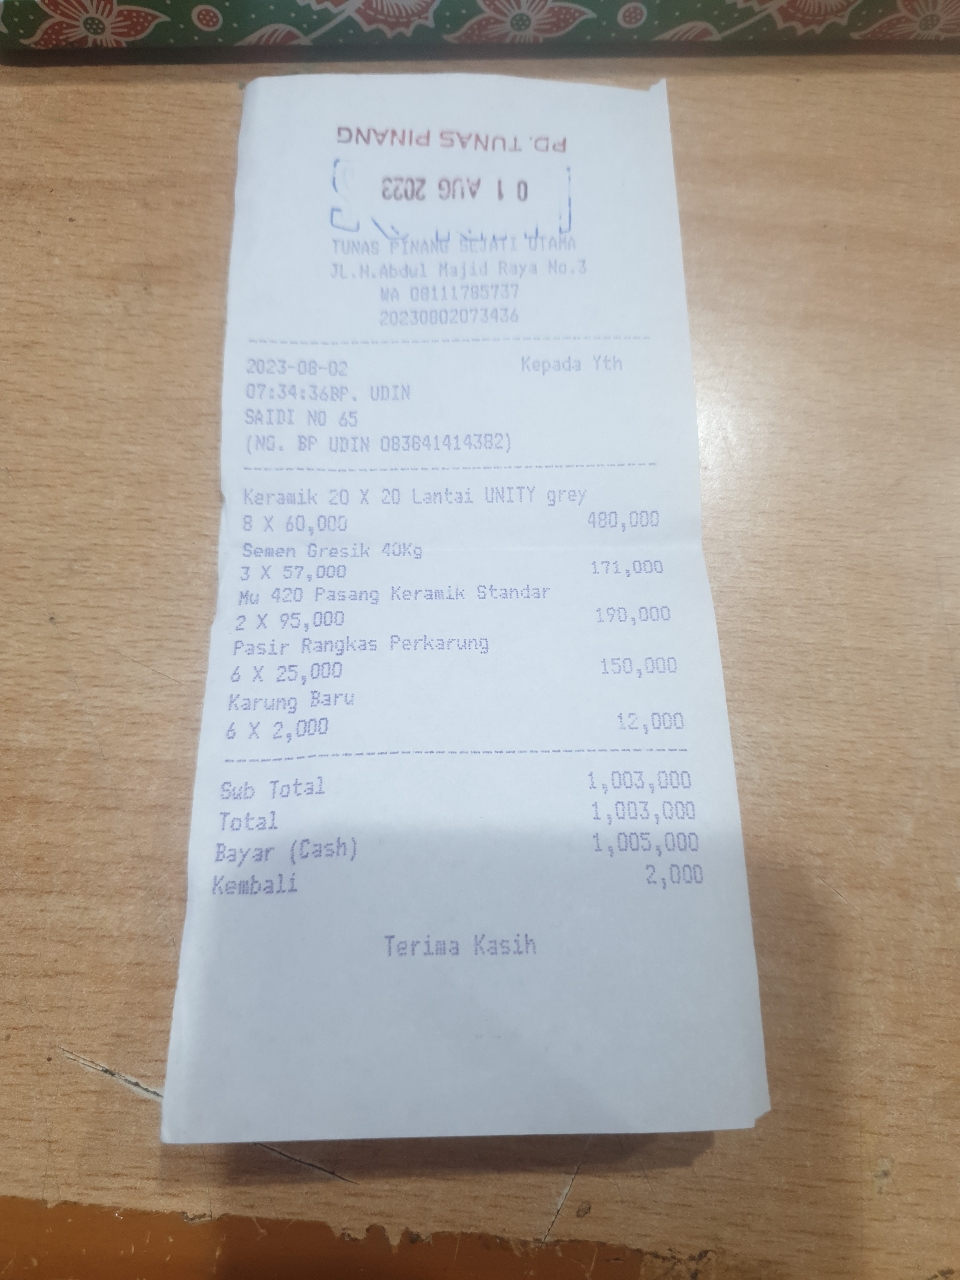 PD. TUNAS PINANG
01 AUG 2023
TUNAS PINANG SEJATI UTAMA
JL.H.Abdul Majid Raya No.3
WA 08111785737
20230802073436
2023-08-02 Kepada Yth
07:34:36BP. UDIN
SAIDI NO 65
(NG. BP UDIN 083841414382)
Keramik 20 X 20 Lantai UNITY grey
8 X 60,000 480,000
Semen Gresik 40Kg
3 X 57,000 171,000
Mu 420 Pasang Keramik Standar
2 X 95,000 190,000
Pasir Rangkas Perkarung
6 X 25,000 150,000
Karung Baru
6 X 2,000 12,000
Sub Total 1,003,000
Total 1,003,000
Bayar (Cash) 1,005,000
Kembali 2,000
Terima Kasih